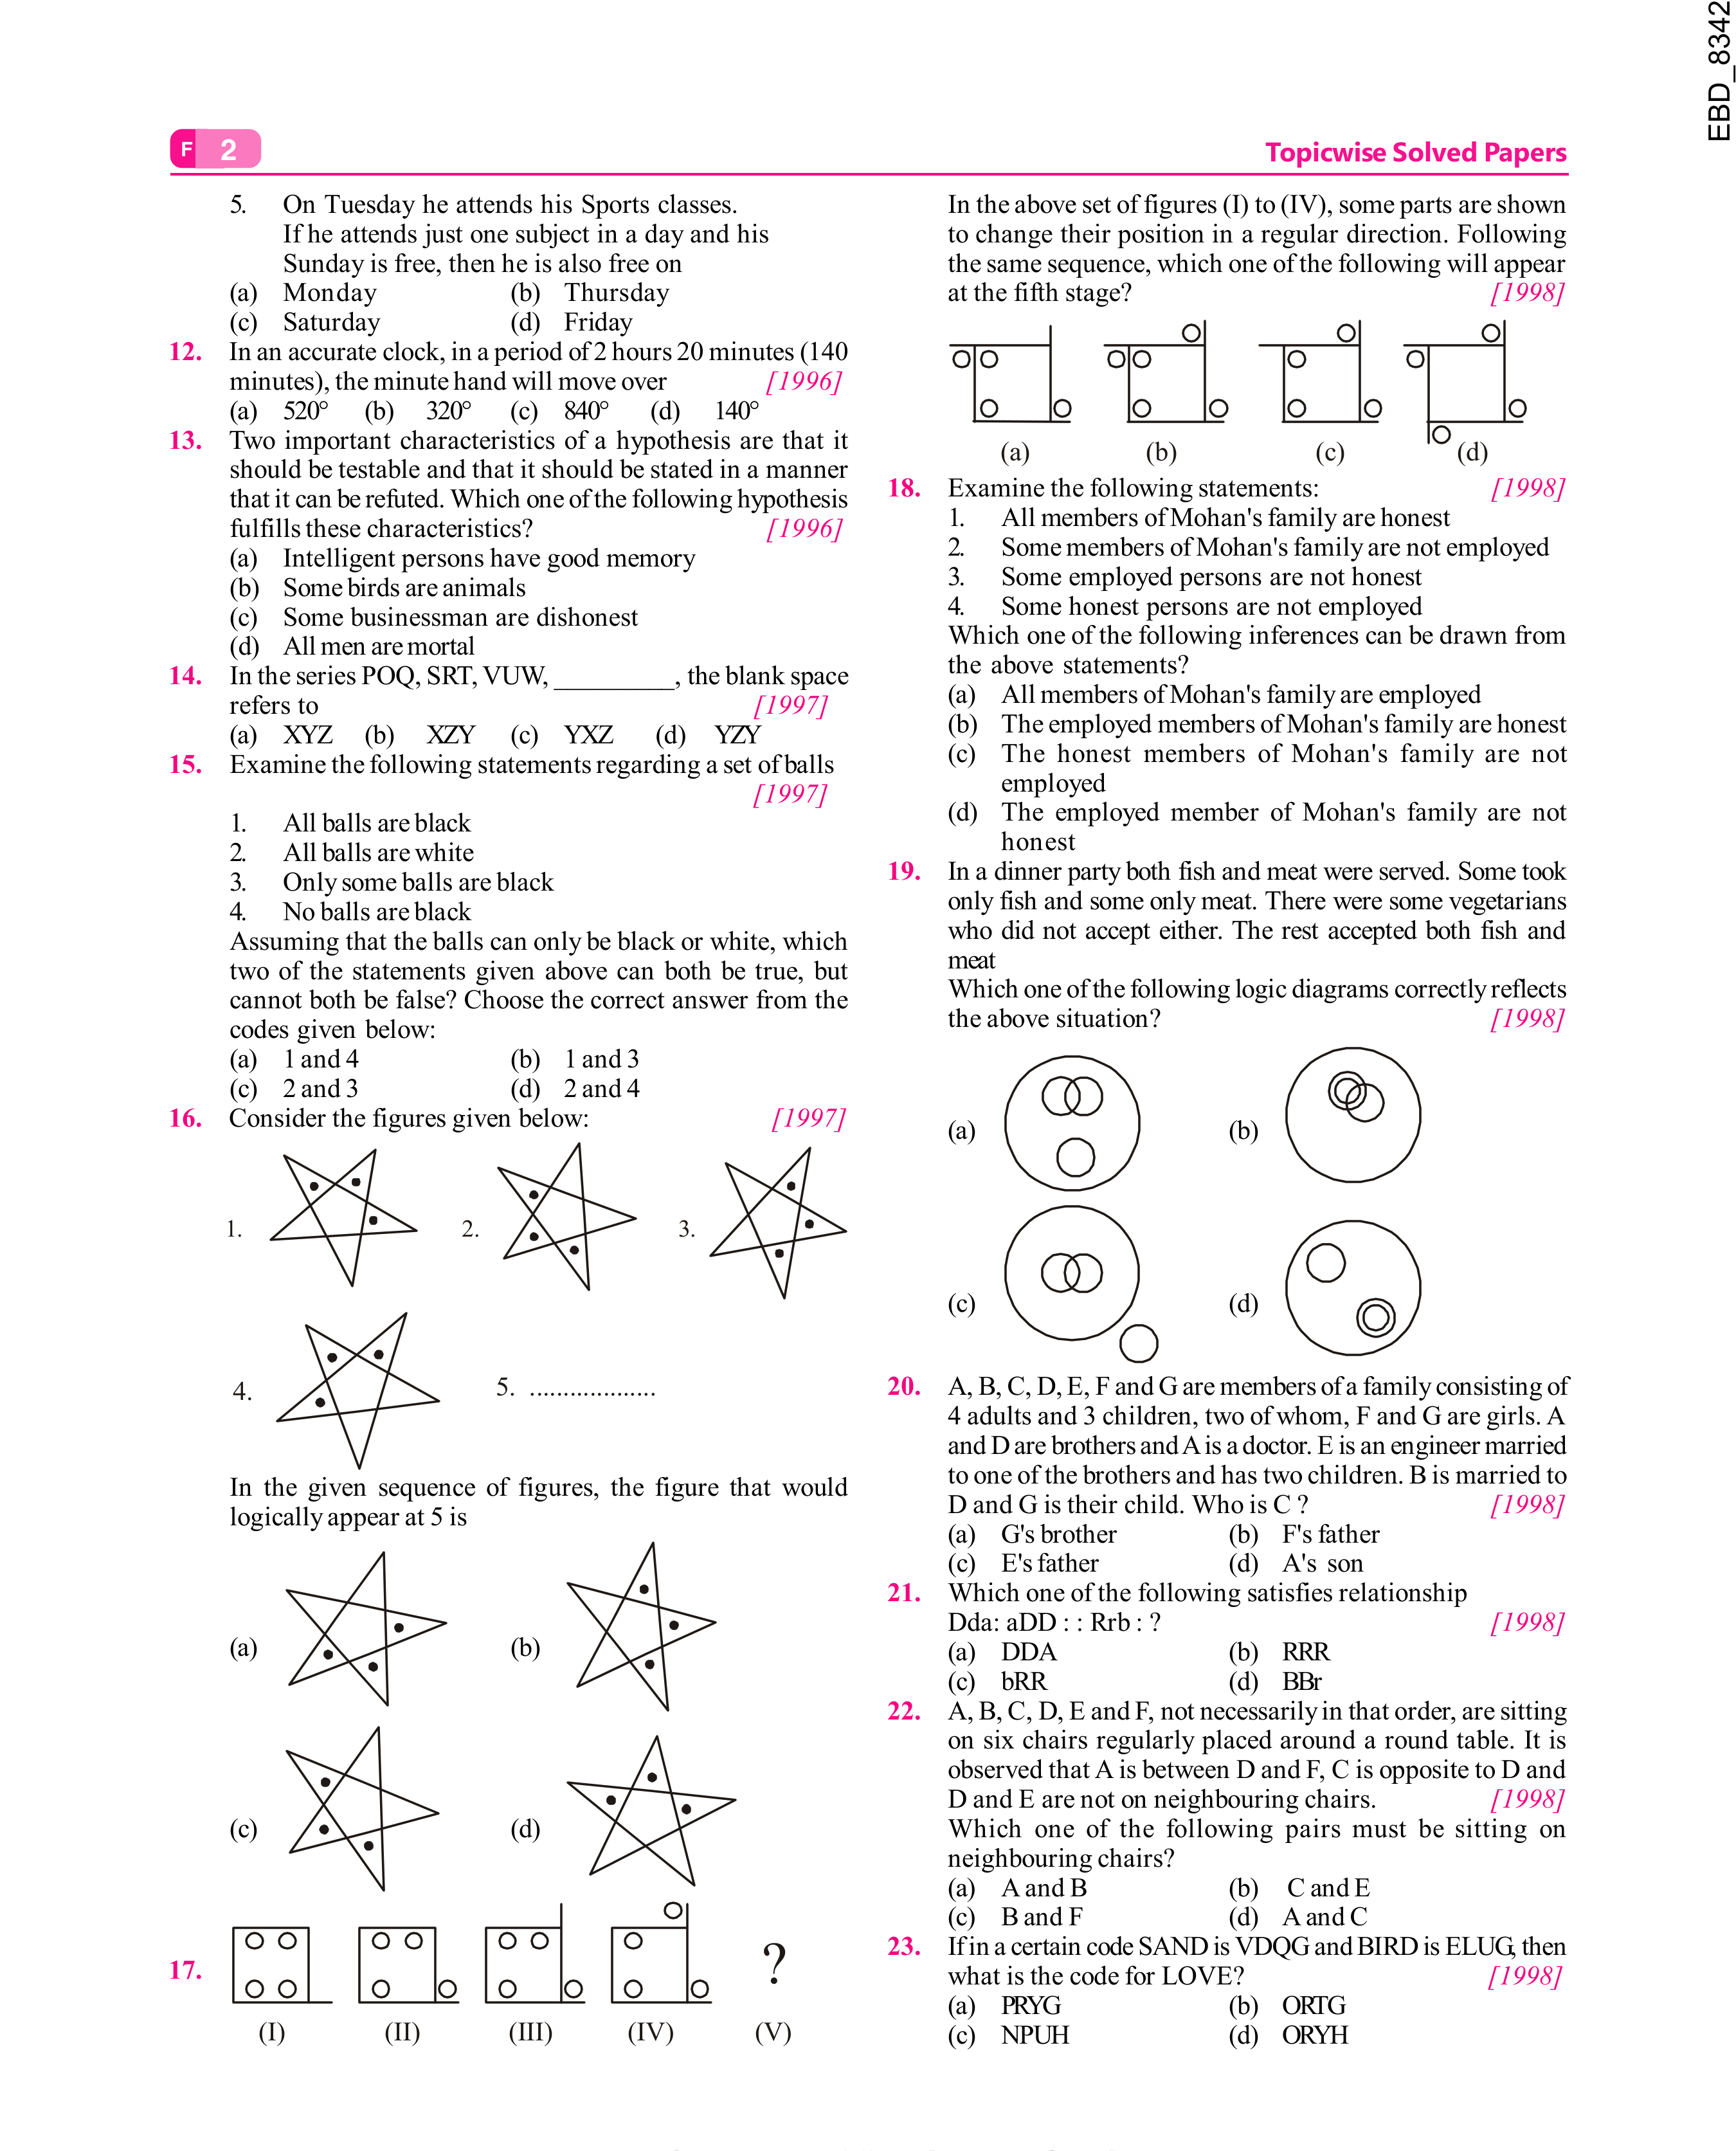 EBD_8342
F 2
Topicwise Solved Papers
5. On Tuesday he attends his Sports classes.
If he attends just one subject in a day and his
Sunday is free, then he is also free on
(a) Monday (b) Thursday
(c) Saturday (d) Friday
12. In an accurate clock, in a period of 2 hours 20 minutes (140
minutes), the minute hand will move over [1996]
(a) 520° (b) 320° (c) 840° (d) 140°
13. Two important characteristics of a hypothesis are that it
should be testable and that it should be stated in a manner
that it can be refuted. Which one of the following hypothesis
fulfills these characteristics? [1996]
(a) Intelligent persons have good memory
(b) Some birds are animals
(c) Some businessman are dishonest
(d) All men are mortal
14. In the series POQ, SRT, VUW, _________, the blank space
refers to [1997]
(a) XYZ (b) XZY (c) YXZ (d) YZY
15. Examine the following statements regarding a set of balls
[1997]
1. All balls are black
2. All balls are white
3. Only some balls are black
4. No balls are black
Assuming that the balls can only be black or white, which
two of the statements given above can both be true, but
cannot both be false? Choose the correct answer from the
codes given below:
(a) 1 and 4 (b) 1 and 3
(c) 2 and 3 (d) 2 and 4
16. Consider the figures given below: [1997]
1. 2. 3.
4. 5. ...................
In the given sequence of figures, the figure that would
logically appear at 5 is
(a) (b)
(c) (d)
17. ?
(I) (II) (III) (IV) (V)
In the above set of figures (I) to (IV), some parts are shown
to change their position in a regular direction. Following
the same sequence, which one of the following will appear
at the fifth stage? [1998]
(a) (b) (c) (d)
18. Examine the following statements: [1998]
1. All members of Mohan's family are honest
2. Some members of Mohan's family are not employed
3. Some employed persons are not honest
4. Some honest persons are not employed
Which one of the following inferences can be drawn from
the above statements?
(a) All members of Mohan's family are employed
(b) The employed members of Mohan's family are honest
(c) The honest members of Mohan's family are not
employed
(d) The employed member of Mohan's family are not
honest
19. In a dinner party both fish and meat were served. Some took
only fish and some only meat. There were some vegetarians
who did not accept either. The rest accepted both fish and
meat
Which one of the following logic diagrams correctly reflects
the above situation? [1998]
(a) (b)
(c) (d)
20. A, B, C, D, E, F and G are members of a family consisting of
4 adults and 3 children, two of whom, F and G are girls. A
and D are brothers and A is a doctor. E is an engineer married
to one of the brothers and has two children. B is married to
D and G is their child. Who is C ? [1998]
(a) G's brother (b) F's father
(c) E's father (d) A's son
21. Which one of the following satisfies relationship
Dda: aDD : : Rrb : ? [1998]
(a) DDA (b) RRR
(c) bRR (d) BBr
22. A, B, C, D, E and F, not necessarily in that order, are sitting
on six chairs regularly placed around a round table. It is
observed that A is between D and F, C is opposite to D and
D and E are not on neighbouring chairs. [1998]
Which one of the following pairs must be sitting on
neighbouring chairs?
(a) A and B (b) C and E
(c) B and F (d) A and C
23. If in a certain code SAND is VDQG and BIRD is ELUG, then
what is the code for LOVE? [1998]
(a) PRYG (b) ORTG
(c) NPUH (d) ORYH